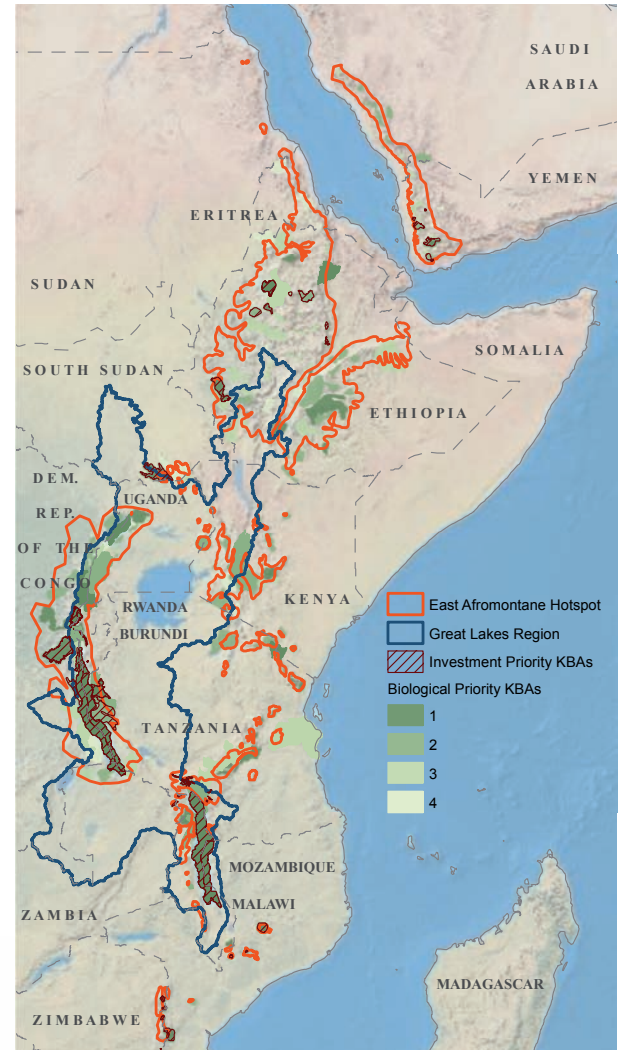 SAUDI
ARABIA
YEMEN
ERITREA
SUDAN
SOMALIA
SOUTH SUDAN
ETHIOPIA
DEM.
UGANDA
REP.
OF THE
CONGO
RWANDA
KENYA
BURUNDI
East Afromontane Hotspot
Great Lakes Region
Investment Priority KBAs
Biological Priority KBAs
1
2
3
4
TANZANIA
MOZAMBIQUE
MALAWI
ZAMBIA
MADAGASCAR
ZIMBABWE